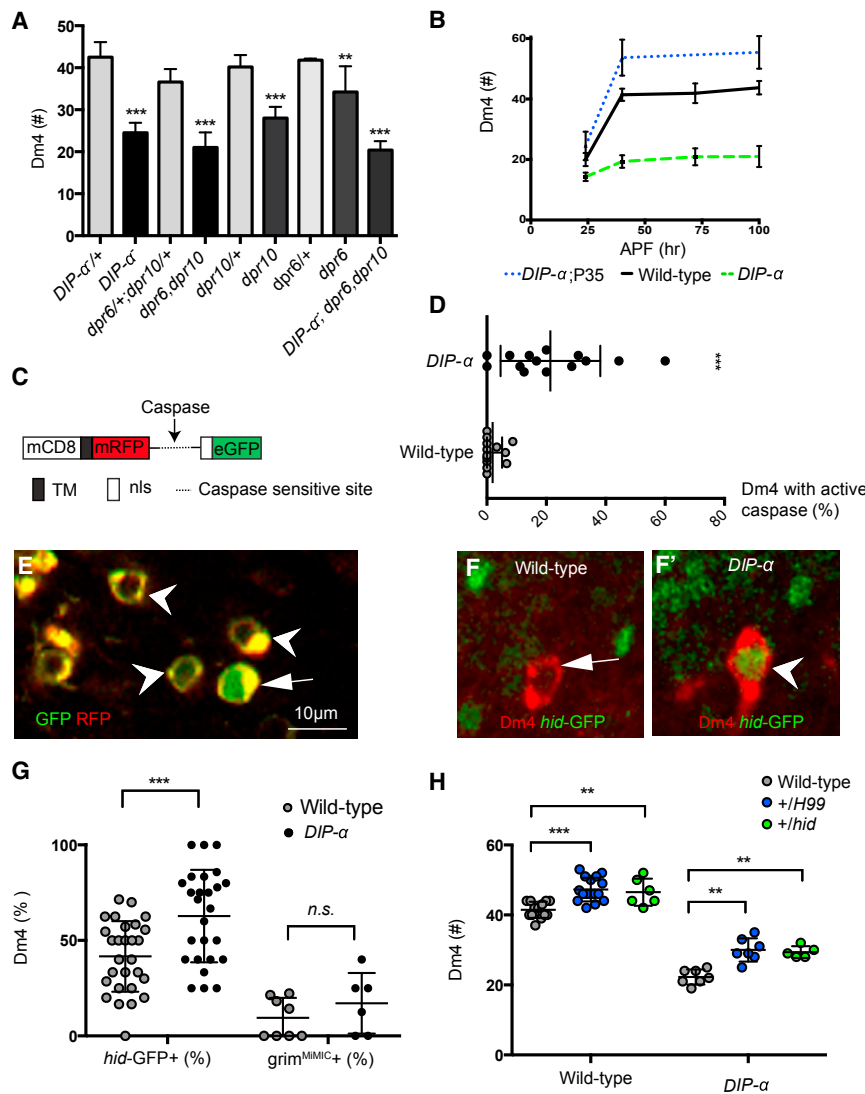 A
Dm4 (#)
50
40
30
20
10
0
***
***
***
**
***
DIP-α-/+
DIP-α-
dpr6/+;dpr10/+
dpr6,dpr10
dpr10/+
dpr10
dpr6/+
dpr6
DIP-α-; dpr6,dpr10
B
Dm4 (#)
60
40
20
0
0 25 50 75 100
APF (hr)
DIP-α;P35 Wild-type DIP-α
C
Caspase
mCD8 mRFP eGFP
TM nls Caspase sensitive site
D
DIP-α
***
Wild-type
0 20 40 60 80
Dm4 with active
caspase (%)
E
GFP RFP
10μm
F Wild-type
Dm4 hid-GFP
F' DIP-α
Dm4 hid-GFP
G
***
Wild-type
DIP-α
n.s.
Dm4 (%)
100
50
0
hid-GFP+ (%) grimMiMIC+ (%)
H
Wild-type
+/H99
+/hid
**
***
**
**
Dm4 (#)
60
40
20
0
Wild-type DIP-α